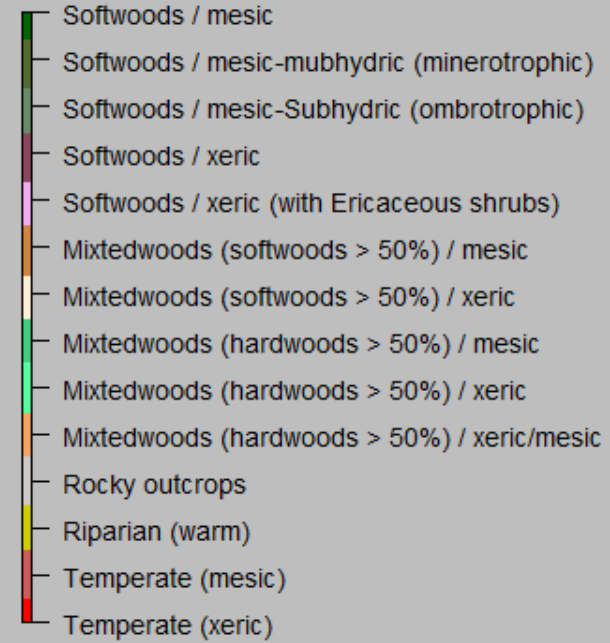 Softwoods / mesic
Softwoods / mesic-mubhydric (minerotrophic)
Softwoods / mesic-Subhydric (ombrotrophic)
Softwoods / xeric
Softwoods / xeric (with Ericaceous shrubs)
Mixtedwoods (softwoods > 50%) / mesic
Mixtedwoods (softwoods > 50%) / xeric
Mixtedwoods (hardwoods > 50%) / mesic
Mixtedwoods (hardwoods > 50%) / xeric
Mixtedwoods (hardwoods > 50%) / xeric/mesic
Rocky outcrops
Riparian (warm)
Temperate (mesic)
Temperate (xeric)